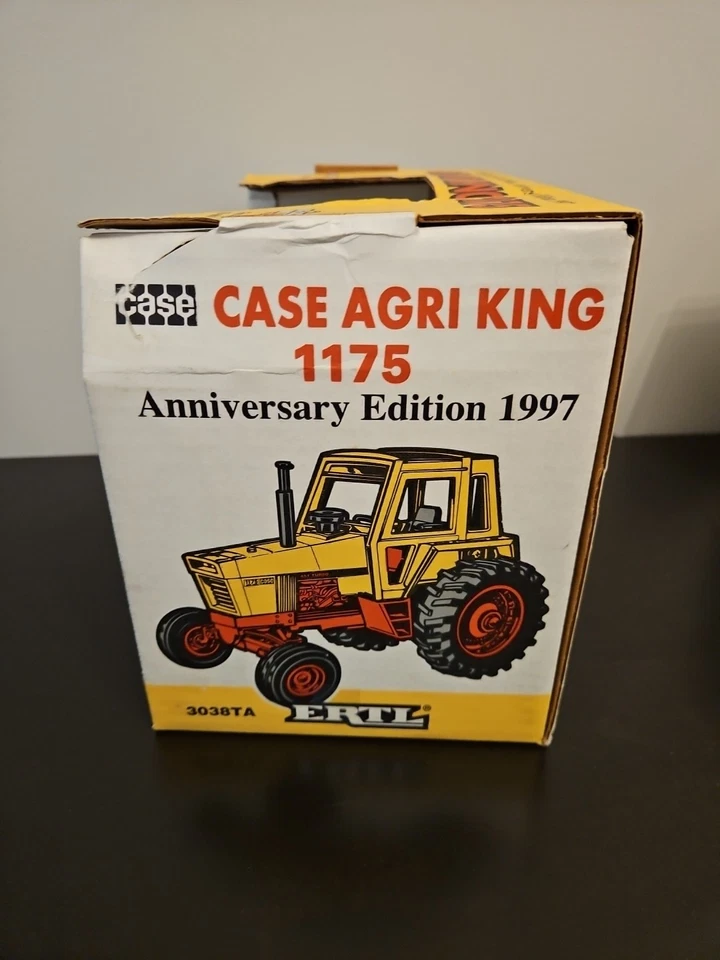 case CASE AGRI KING
1175
Anniversary Edition 1997
3038TA ERTL®